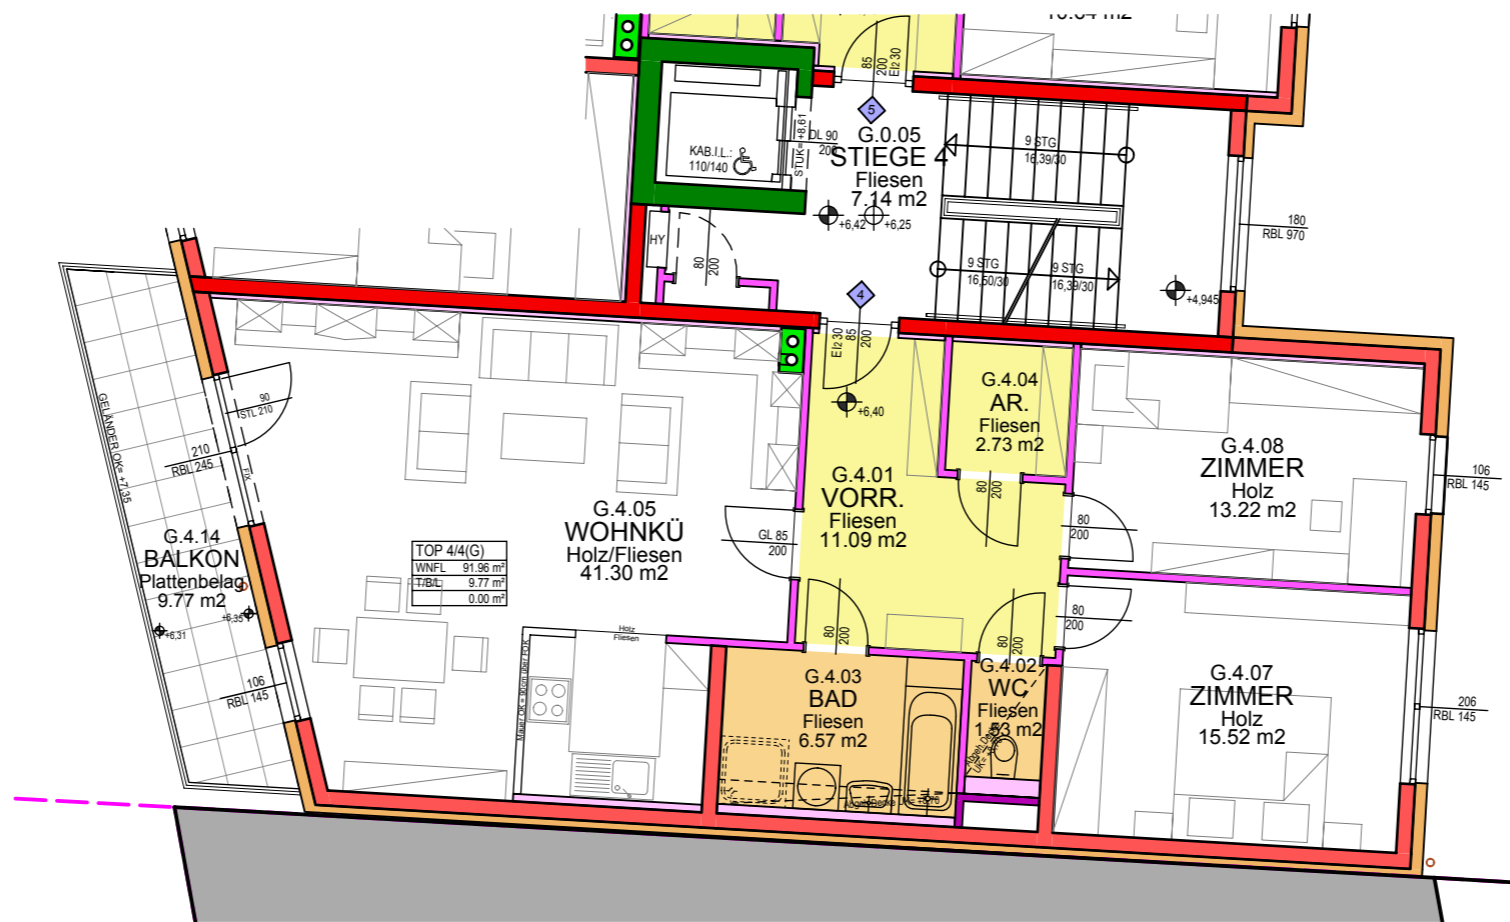 85
200
EI2 30
5
G.0.05
STIEGE 4
Fliesen
7.14 m2
DL 90
200
STUK= +8,61
KAB.I.L.:
110/140
9 STG
16,39/30
+6,42
+6,25
180
RBL 970
HY
80
200
9 STG
16,50/30
9 STG
16,39/30
+4,945
4
EI2 30
85
200
+6,40
G.4.04
AR.
Fliesen
2.73 m2
80
200
G.4.08
ZIMMER
Holz
13.22 m2
106
RBL 145
80
200
G.4.01
VORR.
Fliesen
11.09 m2
GELÄNDER OK= +7,35
90
STL 210
210
RBL 245
FIX
G.4.05
WOHNKÜ
Holz/Fliesen
41.30 m2
GL 85
200
TOP 4/4(G)
WNFL 91.96 m²
T/B/L 9.77 m²
0.00 m²
G.4.14
BALKON
Plattenbelag
9.77 m2
+6,31
+6,35
106
RBL 145
Holz
Fliesen
Mauer OK = 90cm über FOK
80
200
80
200
80
200
G.4.03
BAD
Fliesen
6.57 m2
G.4.02
WC
Fliesen
1.53 m2
G.4.07
ZIMMER
Holz
15.52 m2
206
RBL 145